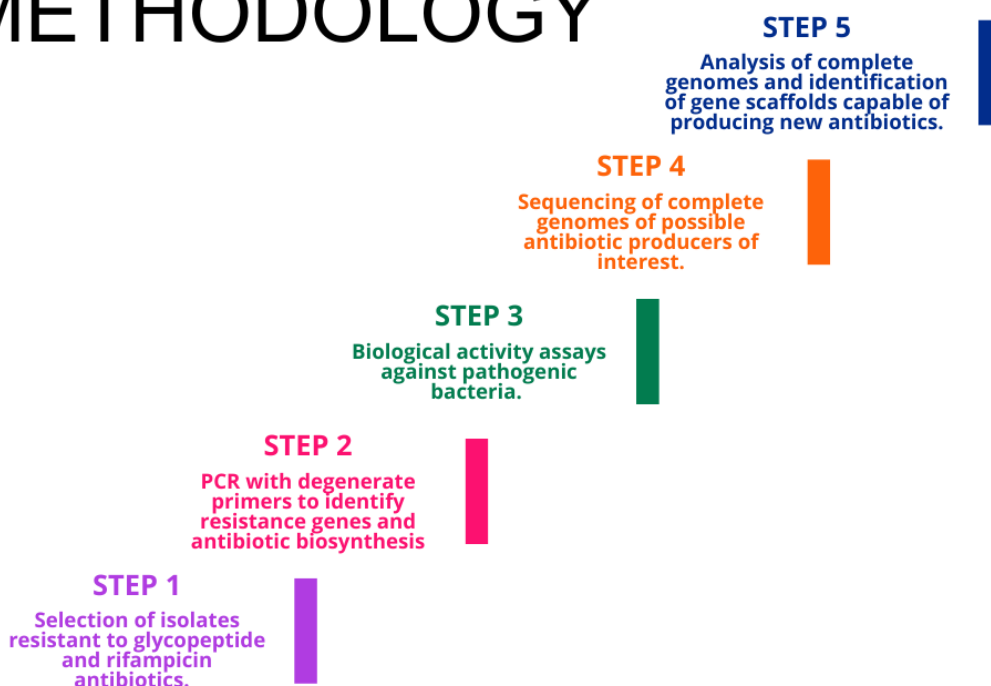 METHODOLOGY
STEP 5
Analysis of complete
genomes and identification
of gene scaffolds capable of
producing new antibiotics.
STEP 4
Sequencing of complete
genomes of possible
antibiotic producers of
interest.
STEP 3
Biological activity assays
against pathogenic
bacteria.
STEP 2
PCR with degenerate
primers to identify
resistance genes and
antibiotic biosynthesis
STEP 1
Selection of isolates
resistant to glycopeptide
and rifampicin
antibiotics.